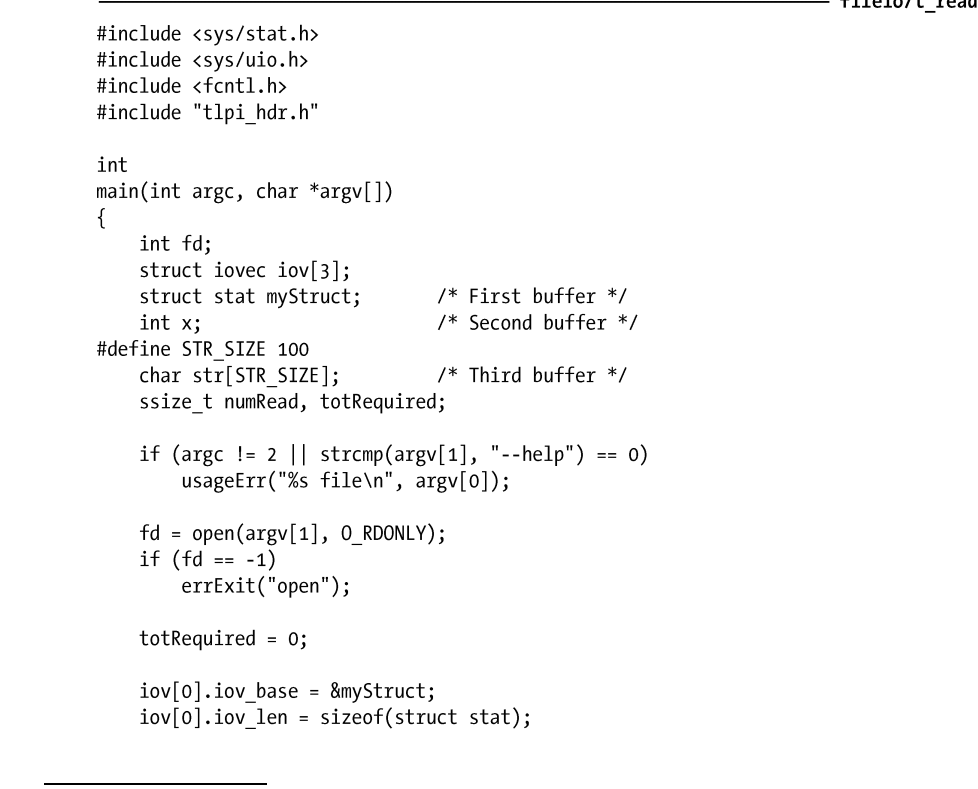 fileio/t_read
#include <sys/stat.h>
#include <sys/uio.h>
#include <fcntl.h>
#include "tlpi_hdr.h"

int
main(int argc, char *argv[])
{
    int fd;
    struct iovec iov[3];
    struct stat myStruct;       /* First buffer */
    int x;                      /* Second buffer */
#define STR_SIZE 100
    char str[STR_SIZE];         /* Third buffer */
    ssize_t numRead, totRequired;

    if (argc != 2 || strcmp(argv[1], "--help") == 0)
        usageErr("%s file\n", argv[0]);

    fd = open(argv[1], O_RDONLY);
    if (fd == -1)
        errExit("open");

    totRequired = 0;

    iov[0].iov_base = &myStruct;
    iov[0].iov_len = sizeof(struct stat);